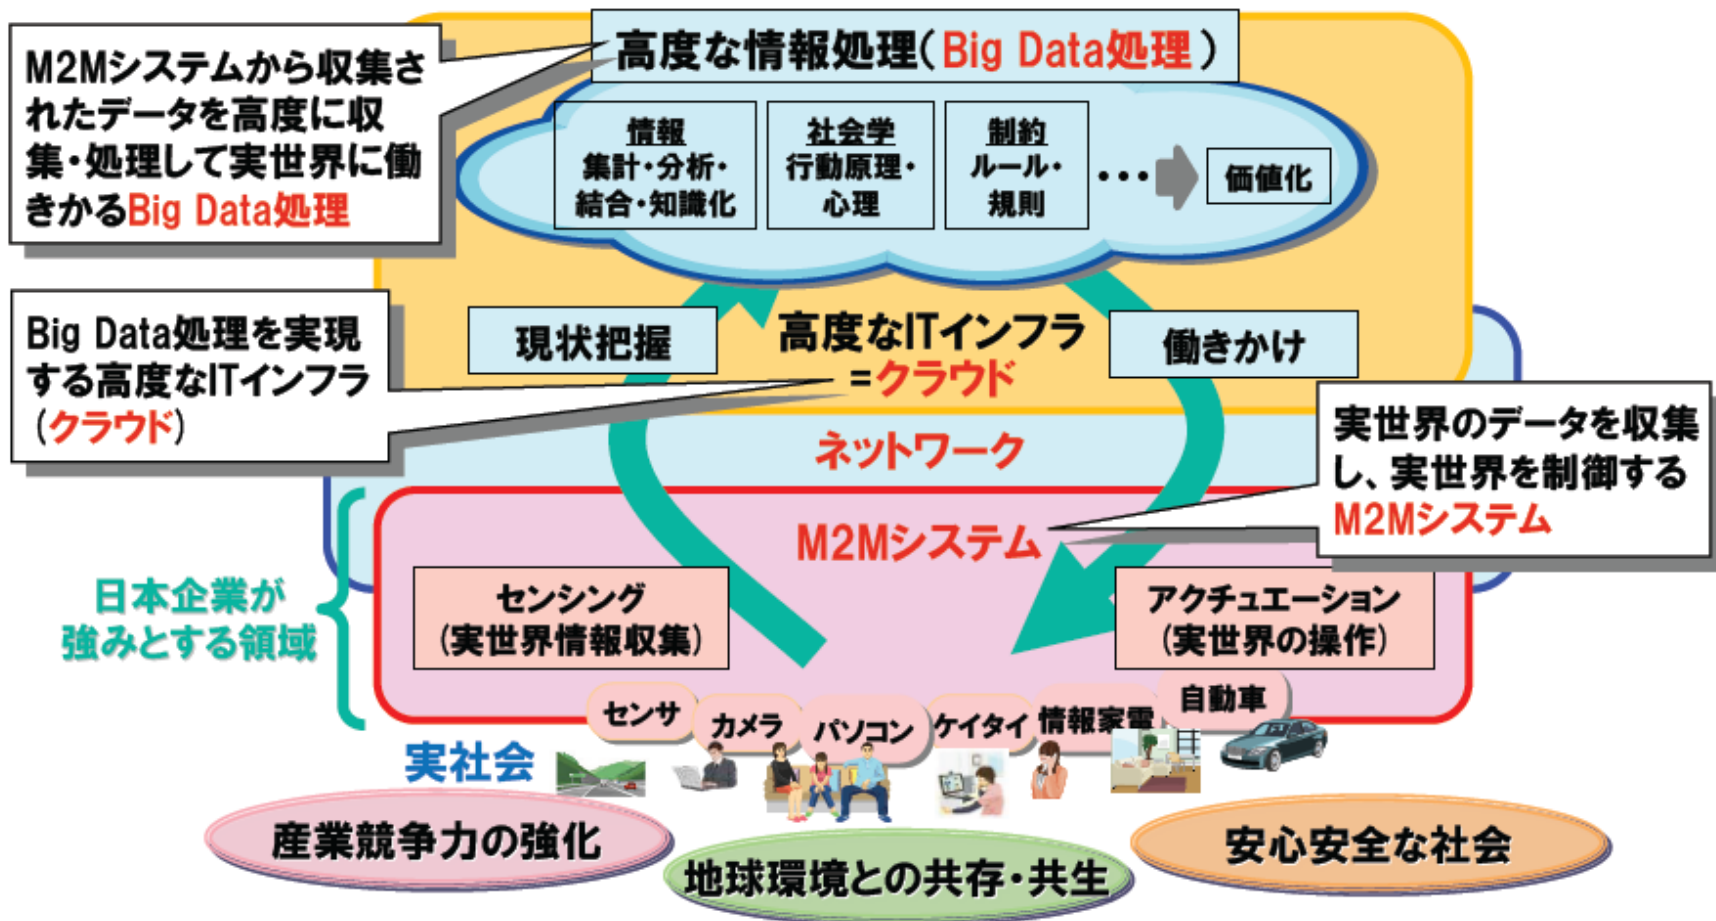 高度な情報処理(Big Data処理)
M2Mシステムから収集さ
れたデータを高度に収
集・処理して実世界に働
きかるBig Data処理
情報
集計・分析・
結合・知識化
社会学
行動原理・
心理
制約
ルール・
規則
・・・
価値化
Big Data処理を実現
する高度なITインフラ
(クラウド)
現状把握
高度なITインフラ
=クラウド
働きかけ
ネットワーク
実世界のデータを収集
し、実世界を制御する
M2Mシステム
M2Mシステム
日本企業が
強みとする領域
センシング
(実世界情報収集)
アクチュエーション
(実世界の操作)
センサ
カメラ
パソコン
ケイタイ
情報家電
自動車
実社会
産業競争力の強化
地球環境との共存・共生
安心安全な社会